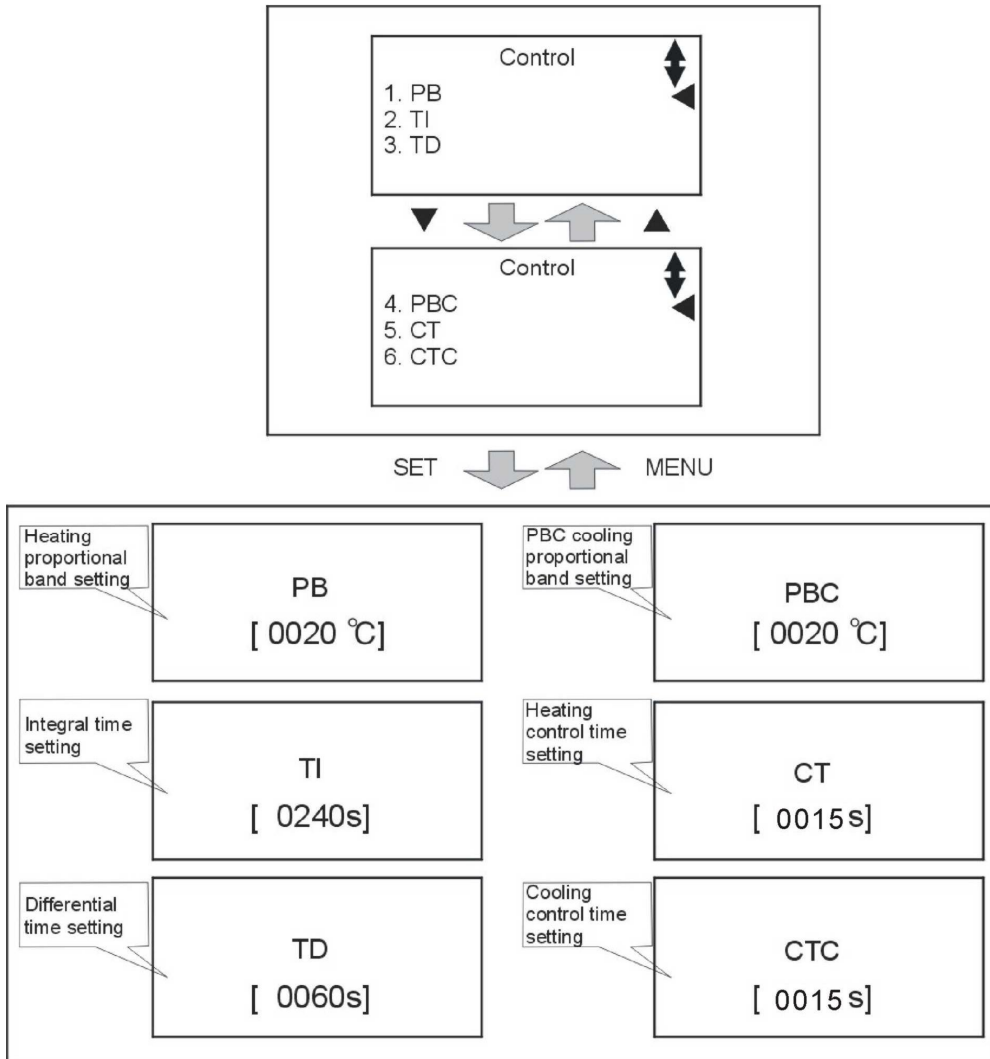 Control
1. PB
2. TI
3. TD
▼ ▲
Control
4. PBC
5. CT
6. CTC
SET MENU
Heating
proportional
band setting
PB
[ 0020 ℃]
PBC cooling
proportional
band setting
PBC
[ 0020 ℃]
Integral time
setting
TI
[ 0240s]
Heating
control time
setting
CT
[ 0015s]
Differential
time setting
TD
[ 0060s]
Cooling
control time
setting
CTC
[ 0015s]